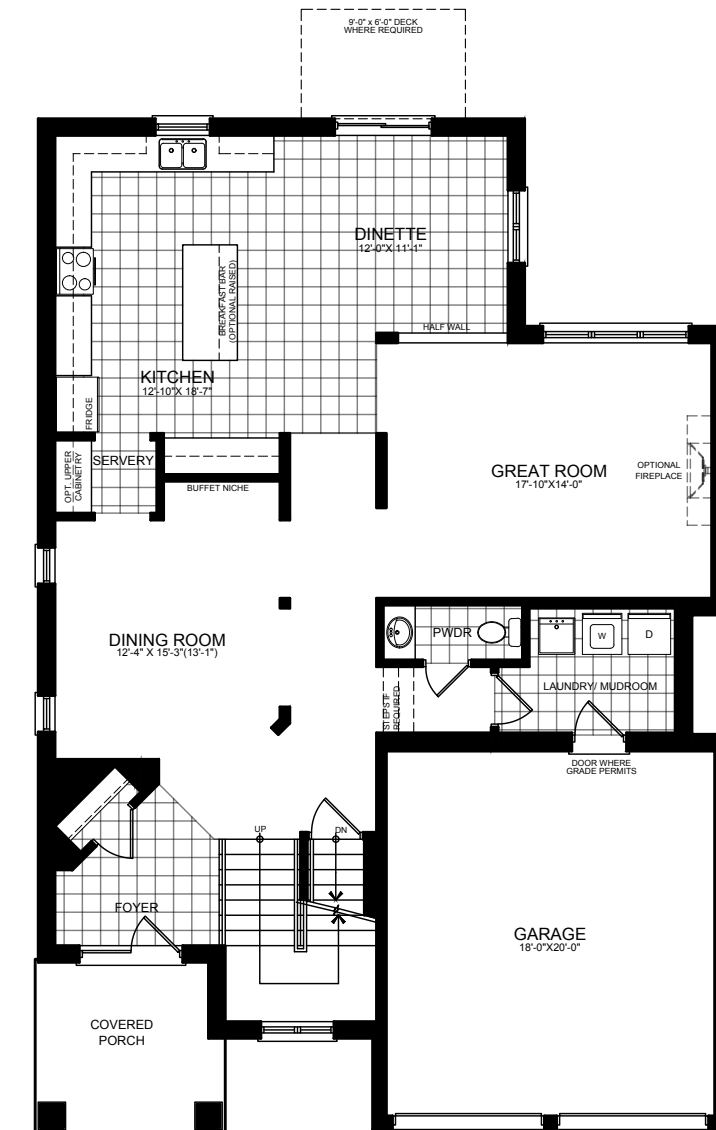 9'-0" x 6'-0" DECK
WHERE REQUIRED
DINETTE
12'-0"X 11'-1"
BREAKFAST BAR
(OPTIONAL RAISED)
HALF WALL
KITCHEN
12'-10"X 18'-7"
FRIDGE
SERVERY
OPT. UPPER
CABINETRY
BUFFET NICHE
GREAT ROOM
17'-10"X14'-0"
OPTIONAL
FIREPLACE
DINING ROOM
12'-4" X 15'-3"(13'-1")
PWDR
W
D
LAUNDRY/ MUDROOM
STEPS IF
REQUIRED
DOOR WHERE
GRADE PERMITS
UP
DN
FOYER
GARAGE
18'-0"X20'-0"
COVERED
PORCH